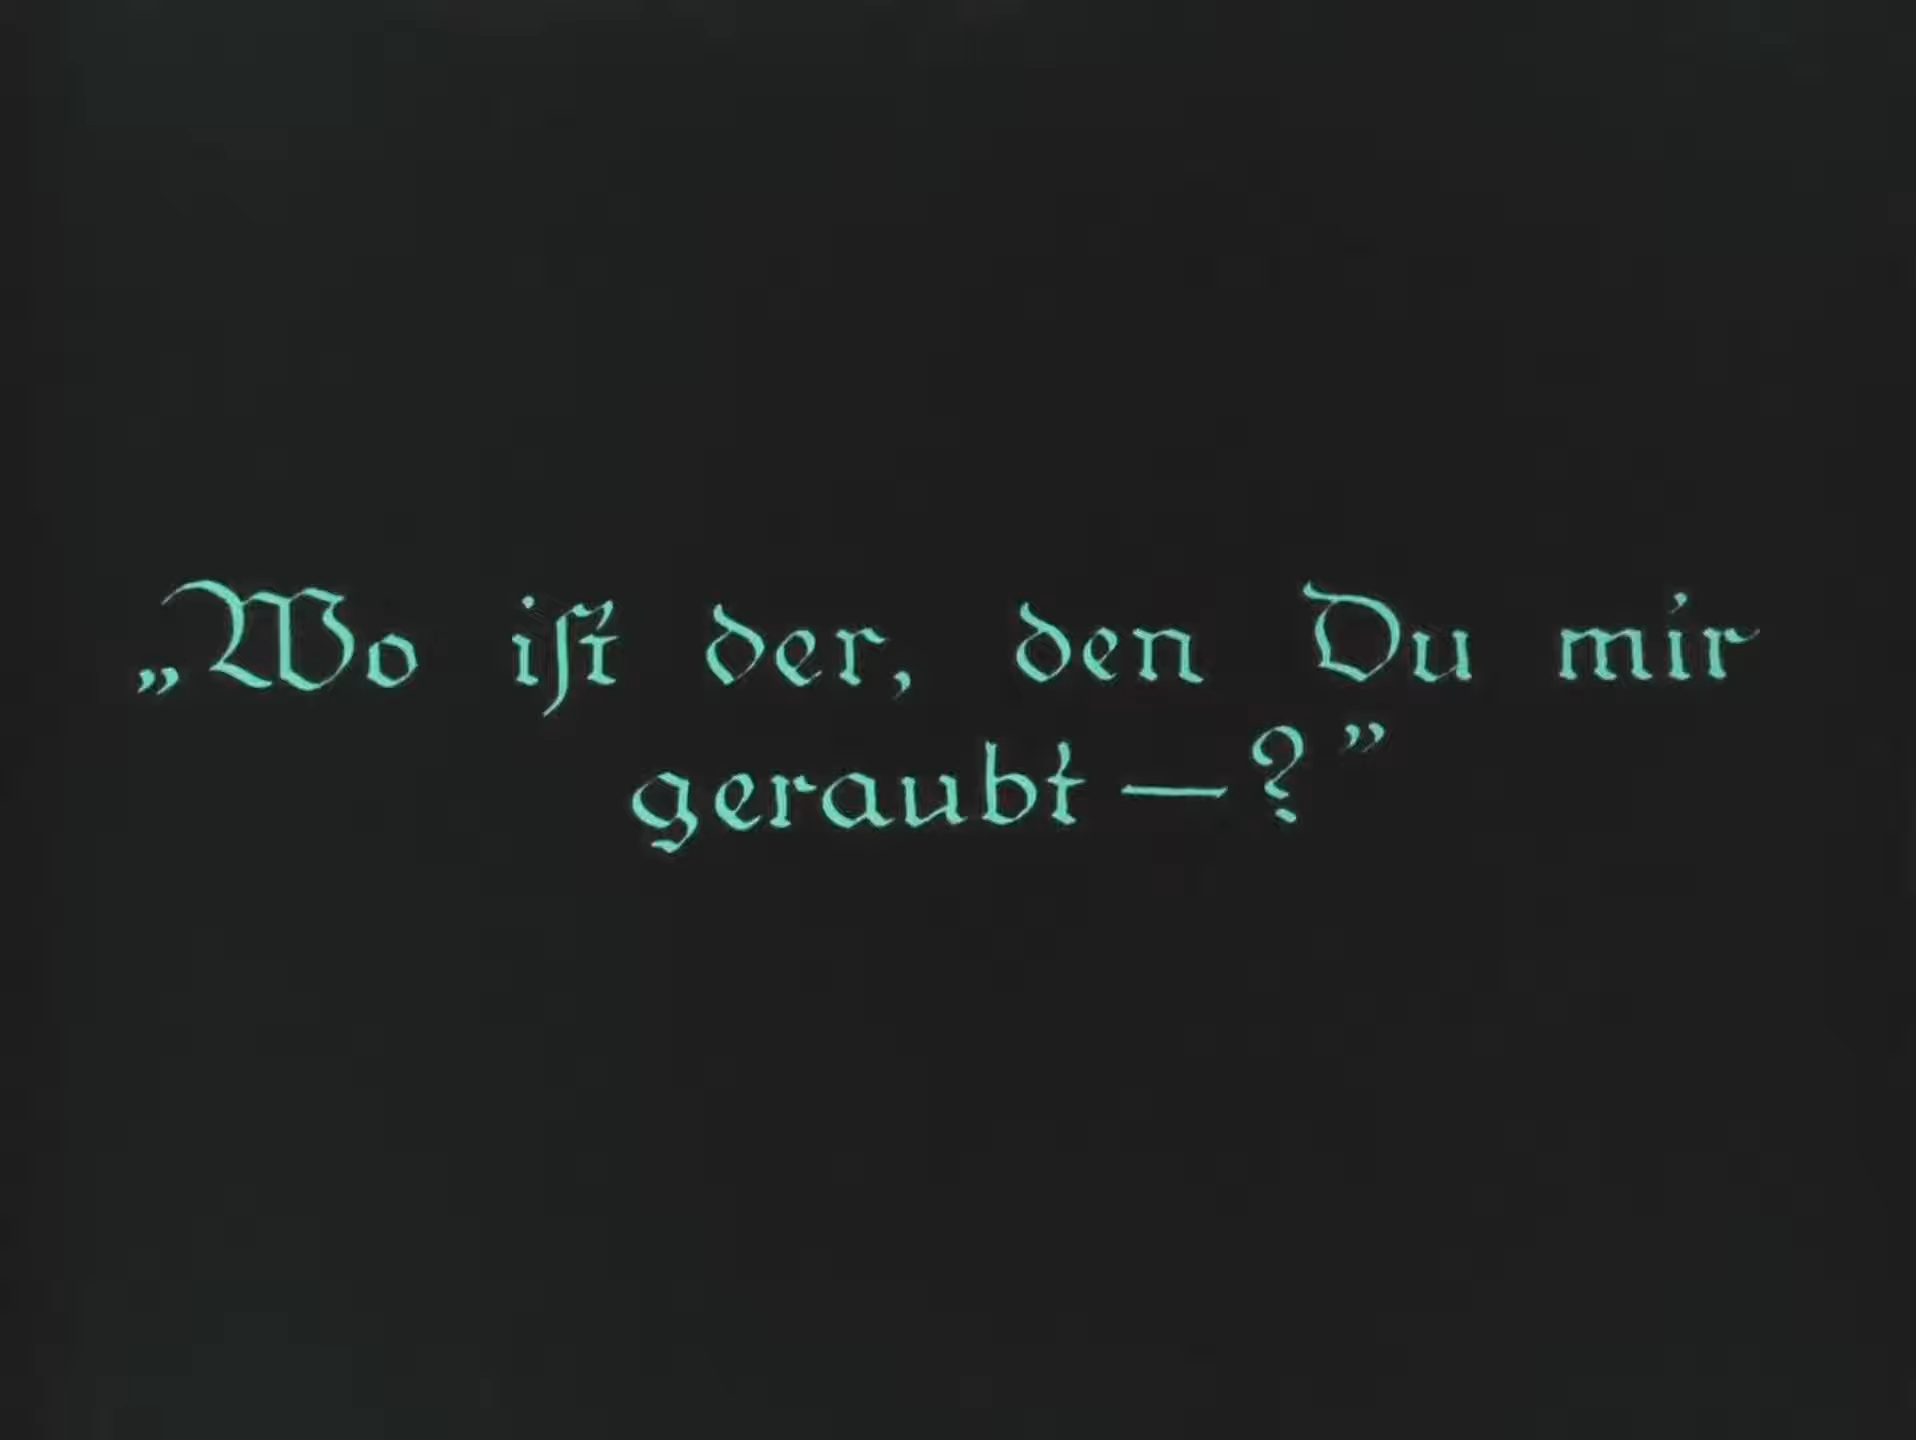 „Wo iſt der, den Du mir
geraubt — ?”